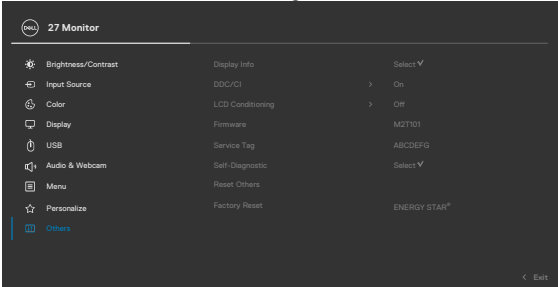 DELL 27 Monitor
Brightness/Contrast Display Info Select
Input Source DDC/CI > On
Color LCD Conditioning > Off
Display Firmware M2T101
USB Service Tag ABCDEFG
Audio & Webcam Self-Diagnostic Select
Menu Reset Others
Personalize Factory Reset ENERGY STAR®
Others
< Exit